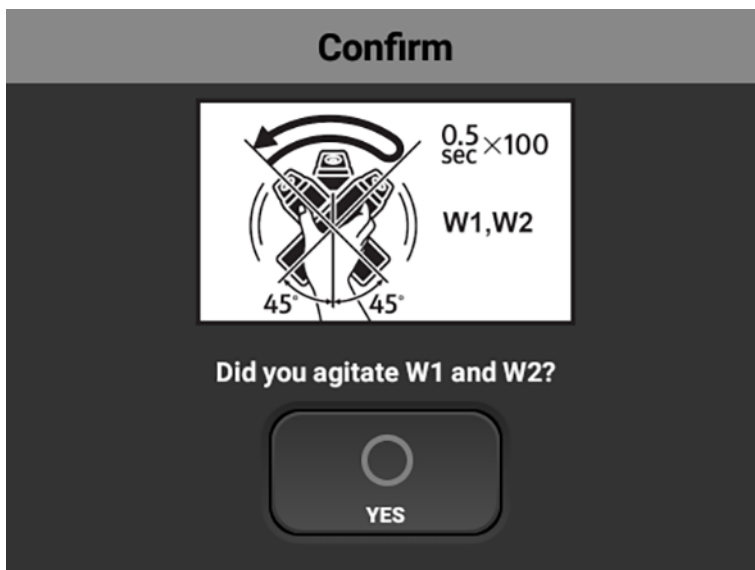 Confirm
0.5
sec ×100
W1,W2
45° 45°
Did you agitate W1 and W2?
YES